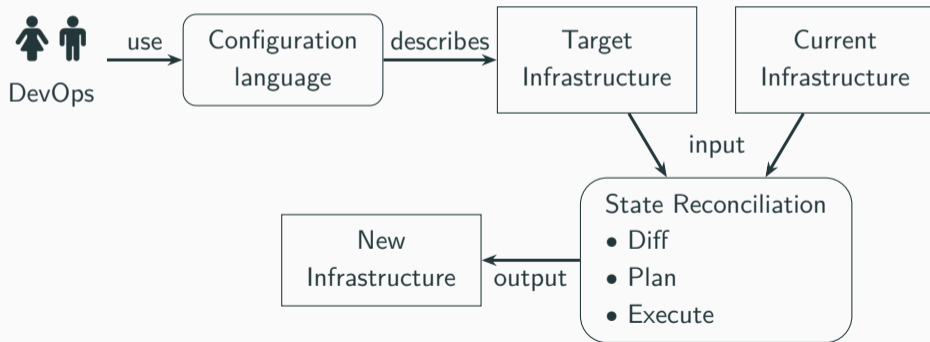 DevOps
use
Configuration
language
describes
Target
Infrastructure
Current
Infrastructure
input
State Reconciliation
• Diff
• Plan
• Execute
output
New
Infrastructure